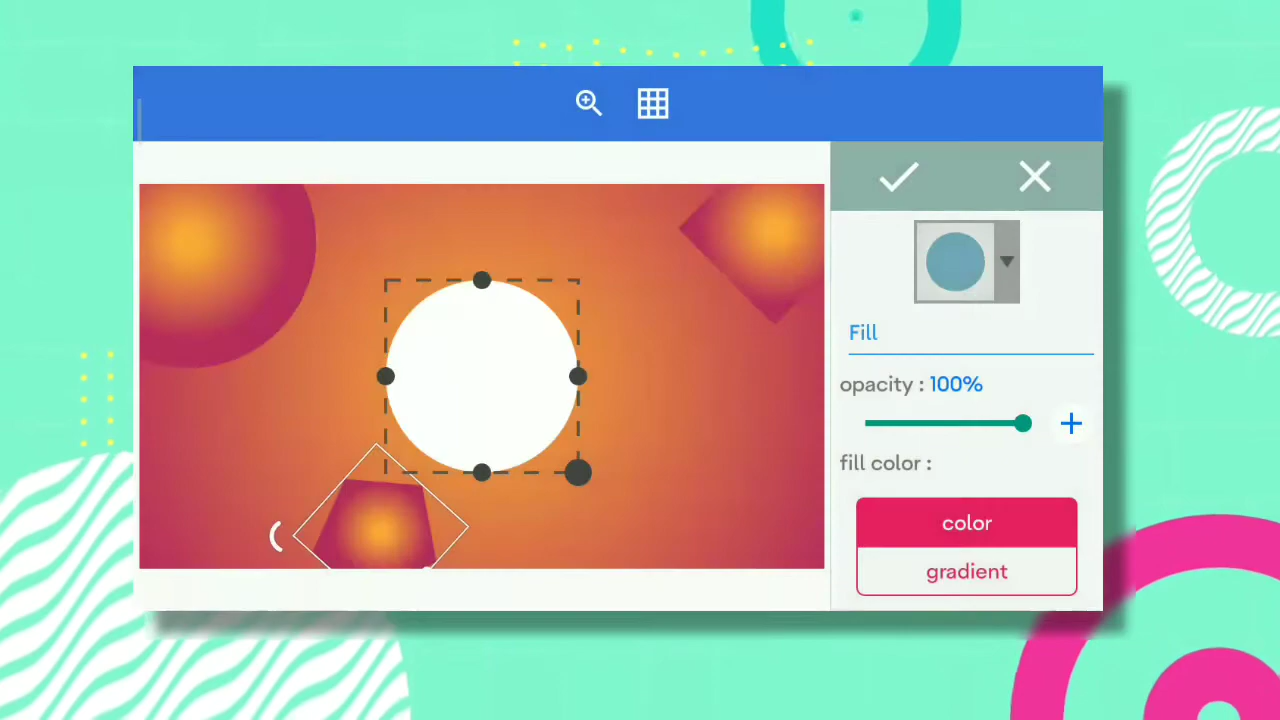 Fill
opacity : 100%
fill color :
color
gradient